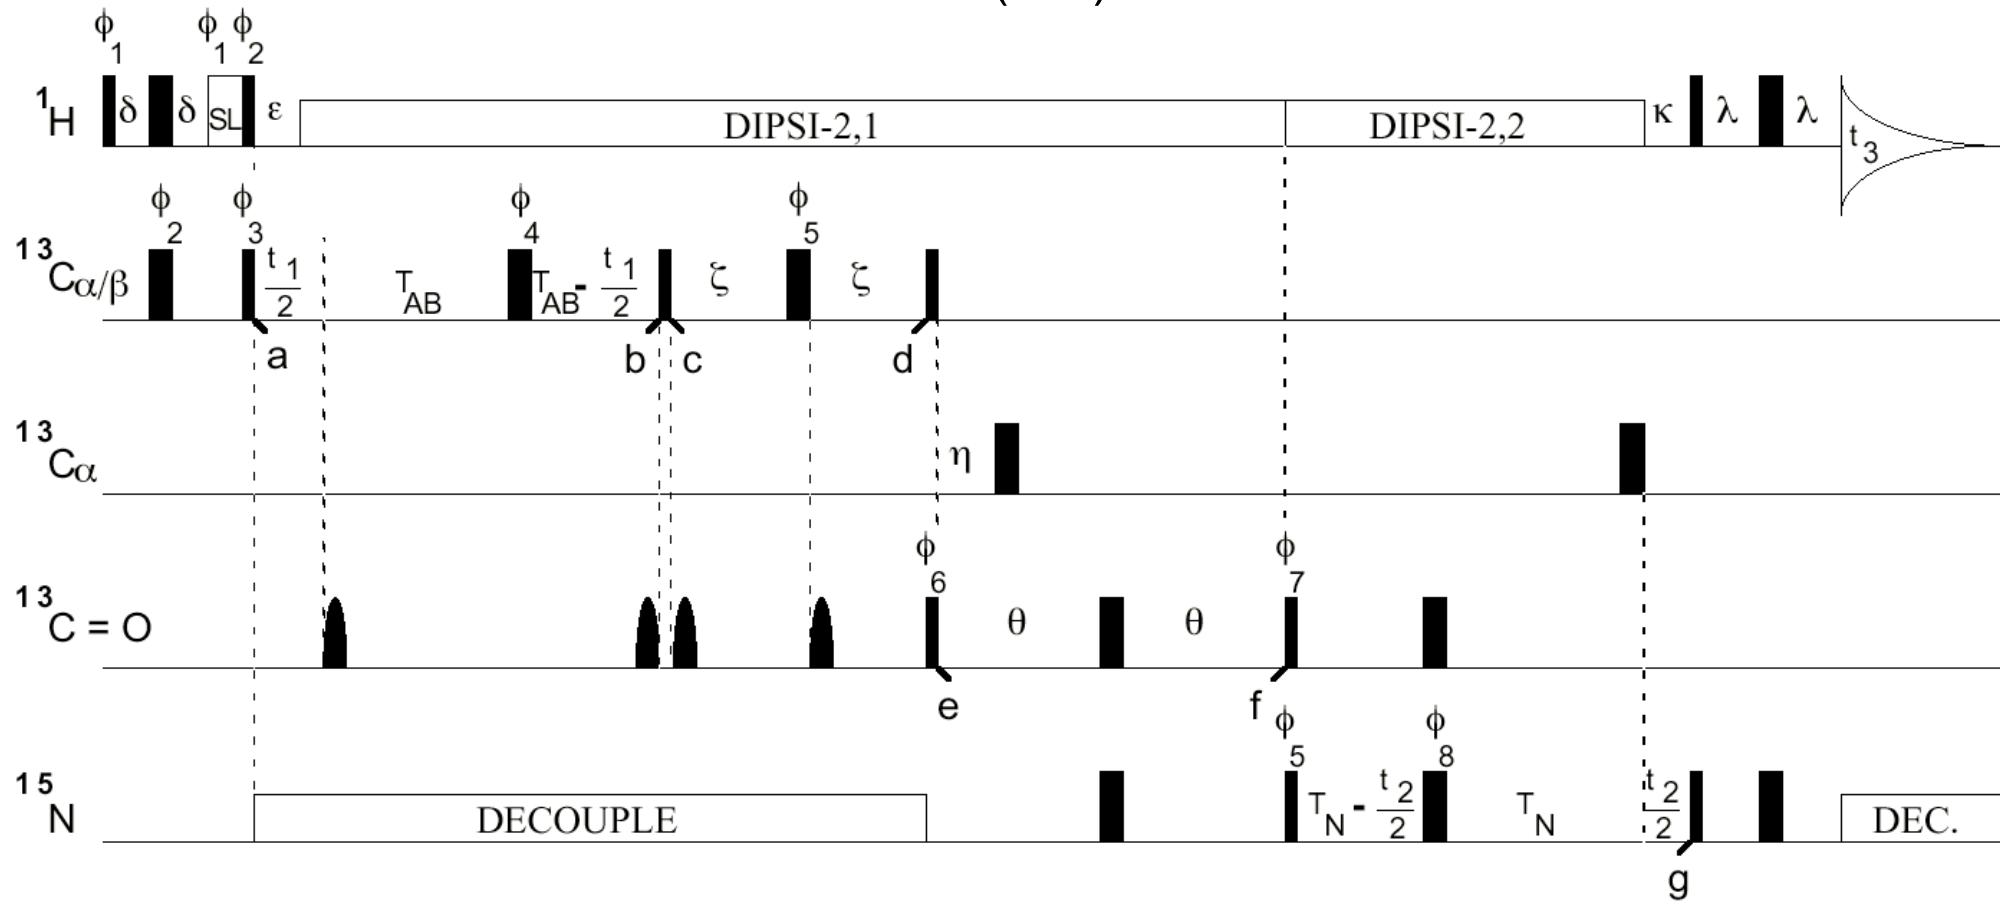 ϕ1 ϕ1 ϕ2
1H δ δ SL ε DIPSI-2,1 DIPSI-2,2 κ λ λ t3
ϕ2 ϕ3 ϕ4 ϕ5
13Cα/β t1/2 TAB TAB- t1/2 ζ ζ
a b c d
13Cα η
ϕ6 ϕ7
13C = O θ θ
e f
ϕ5 ϕ8
15N DECOUPLE TN - t2/2 TN t2/2 DEC.
g